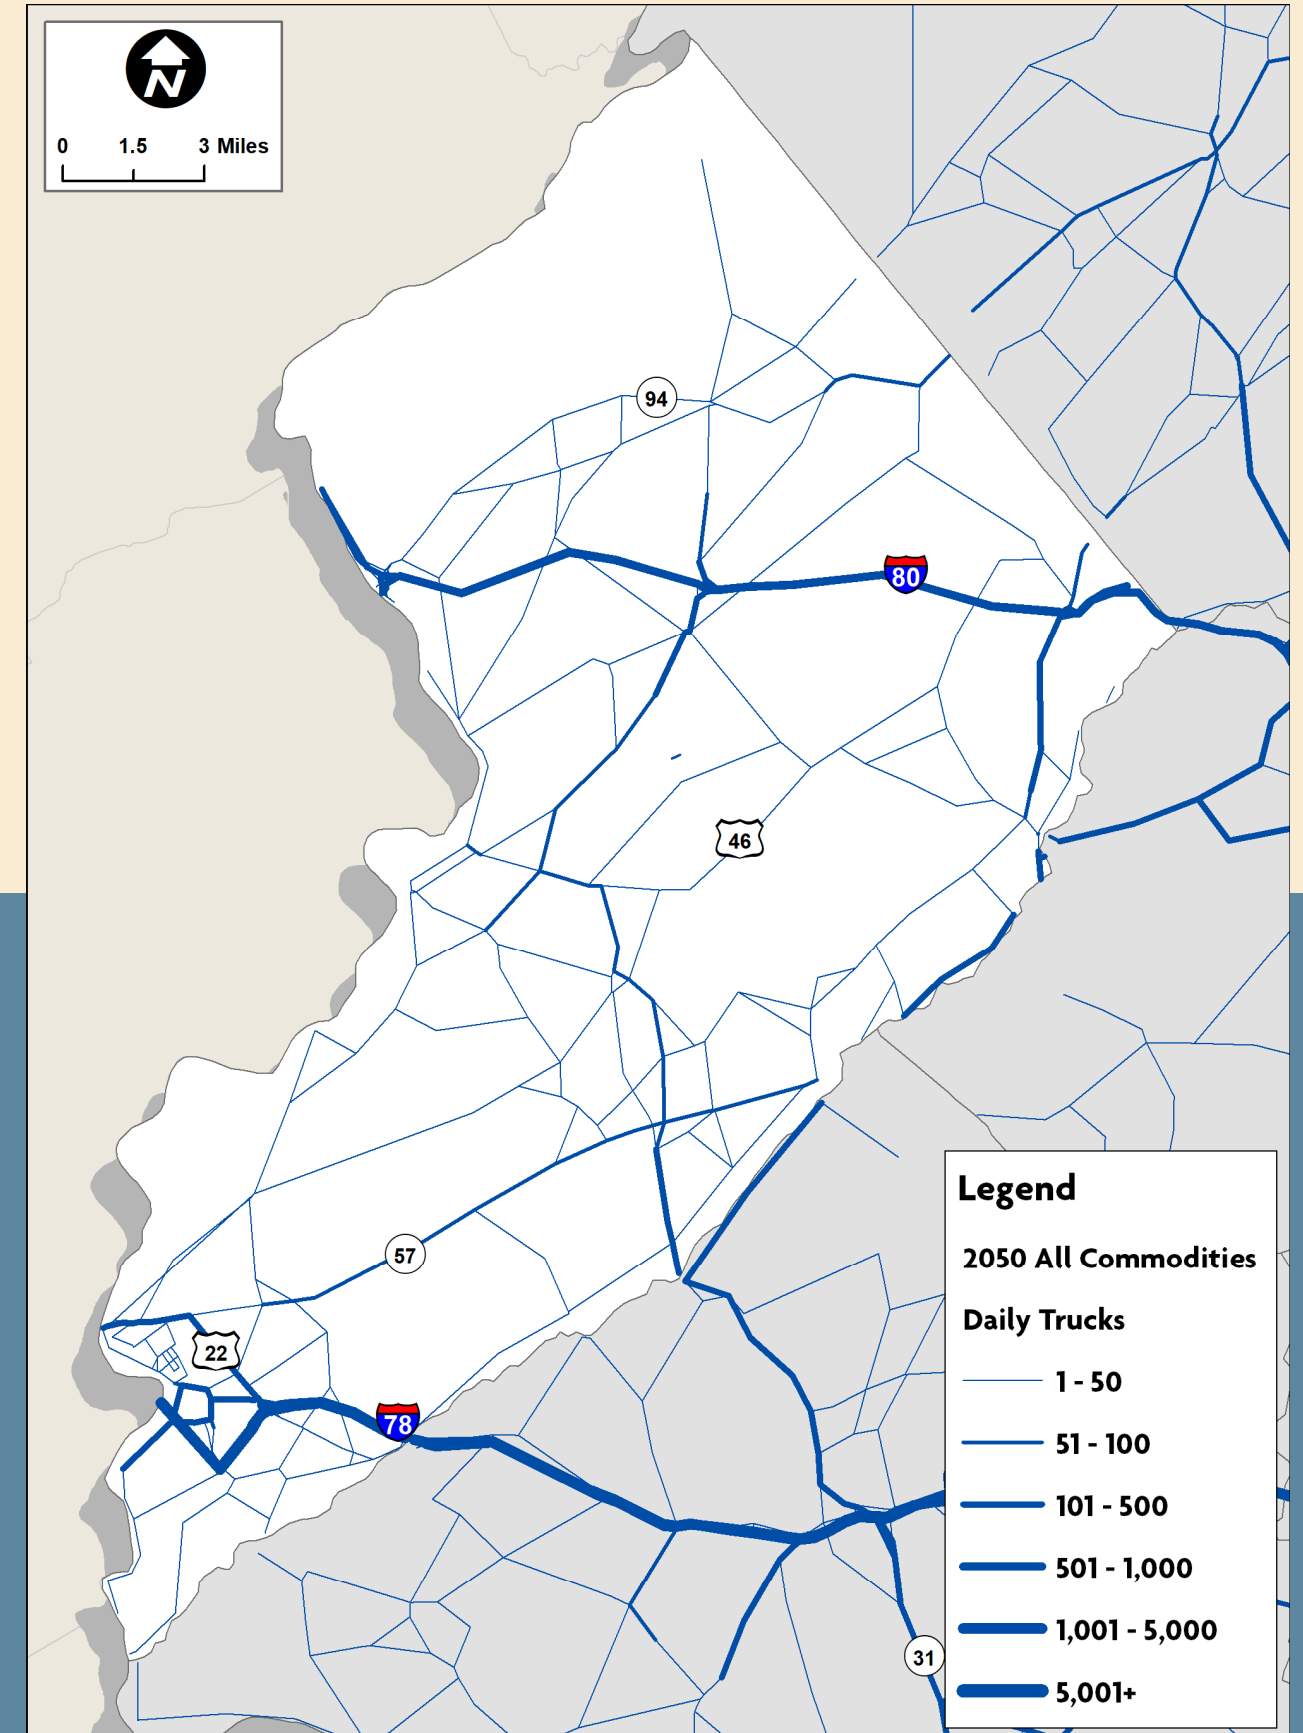 N
0 1.5 3 Miles
94
80
46
57
22
78
31
Legend
2050 All Commodities
Daily Trucks
1 - 50
51 - 100
101 - 500
501 - 1,000
1,001 - 5,000
5,001+